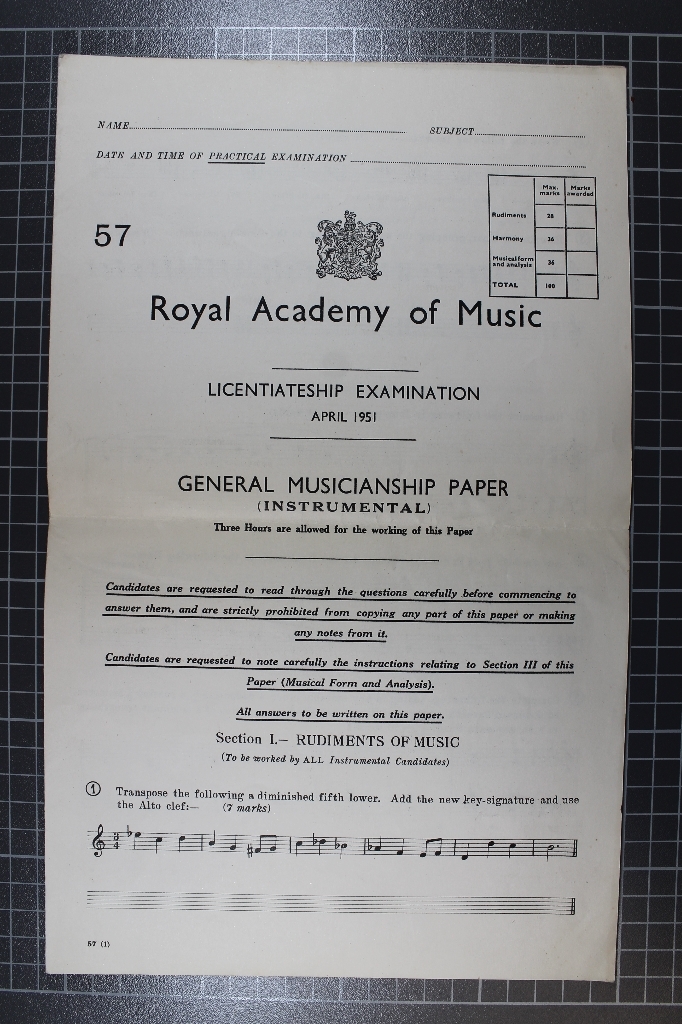 NAME
SUBJECT
DATE AND TIME OF PRACTICAL EXAMINATION
Max. marks
Marks awarded
Rudiments 28
Harmony 36
Musical form and analysis 36
TOTAL 100
57
Royal Academy of Music
LICENTIATESHIP EXAMINATION
APRIL 1951
GENERAL MUSICIANSHIP PAPER
(INSTRUMENTAL)
Three Hours are allowed for the working of this Paper
Candidates are requested to read through the questions carefully before commencing to
answer them, and are strictly prohibited from copying any part of this paper or making
any notes from it.
Candidates are requested to note carefully the instructions relating to Section III of this
Paper (Musical Form and Analysis).
All answers to be written on this paper.
Section I.— RUDIMENTS OF MUSIC
(To be worked by ALL Instrumental Candidates)
1 Transpose the following a diminished fifth lower. Add the new key-signature and use
the Alto clef:— (7 marks)
3
4
57 (1)